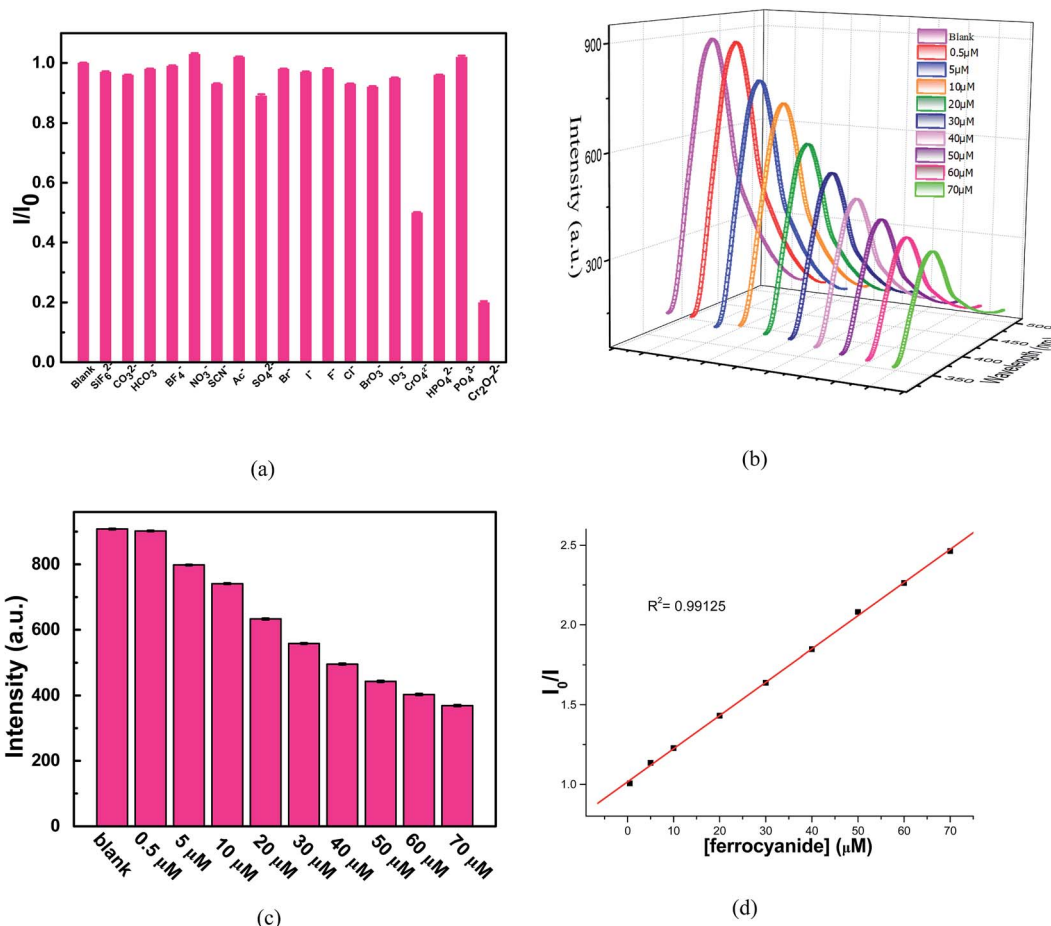 I/I0
1.0
0.8
0.6
0.4
0.2
0.0
Blank
SiF6 2-
CO3 2-
HCO3 -
BF4 -
NO3 -
SCN-
Ac-
SO4 2-
Br-
I-
F-
Cl-
BrO3 -
IO3 -
CrO4 2-
HPO4 2-
PO4 3-
Cr2O7 2-
(a)
Intensity (a.u.)
900
600
300
Blank
0.5μM
5μM
10μM
20μM
30μM
40μM
50μM
60μM
70μM
500
450
400
350
Wavelength (nm)
(b)
Intensity (a.u.)
800
600
400
200
0
blank
0.5 μM
5 μM
10 μM
20 μM
30 μM
40 μM
50 μM
60 μM
70 μM
(c)
I0/I
2.5
2.0
1.5
1.0
R2= 0.99125
0 10 20 30 40 50 60 70
[ferrocyanide] (μM)
(d)